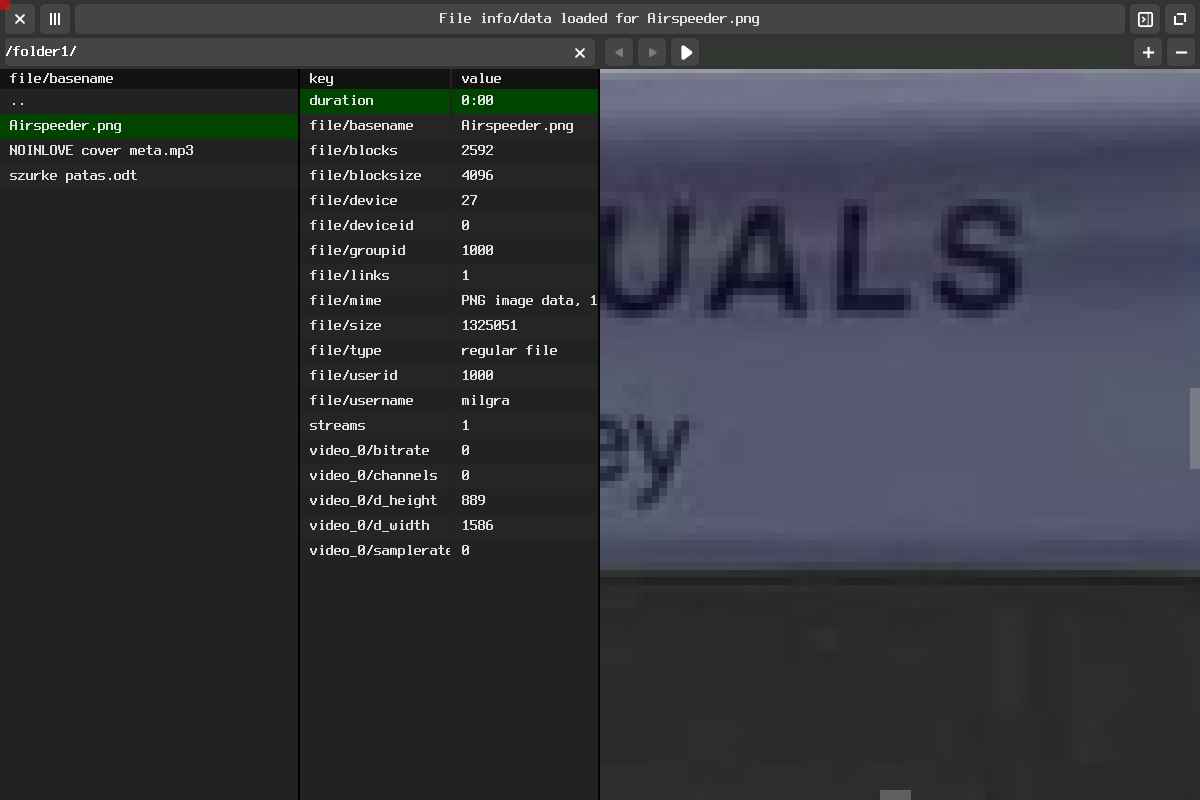 File info/data loaded for Airspeeder.png
/folder1/
file/basename
..
Airspeeder.png
NOINLOVE cover meta.mp3
szurke patas.odt
key value
duration 0:00
file/basename Airspeeder.png
file/blocks 2592
file/blocksize 4096
file/device 27
file/deviceid 0
file/groupid 1000
file/links 1
file/mime PNG image data, 1
file/size 1325051
file/type regular file
file/userid 1000
file/username milgra
streams 1
video_0/bitrate 0
video_0/channels 0
video_0/d_height 889
video_0/d_width 1586
video_0/samplerate 0
UALS
ey